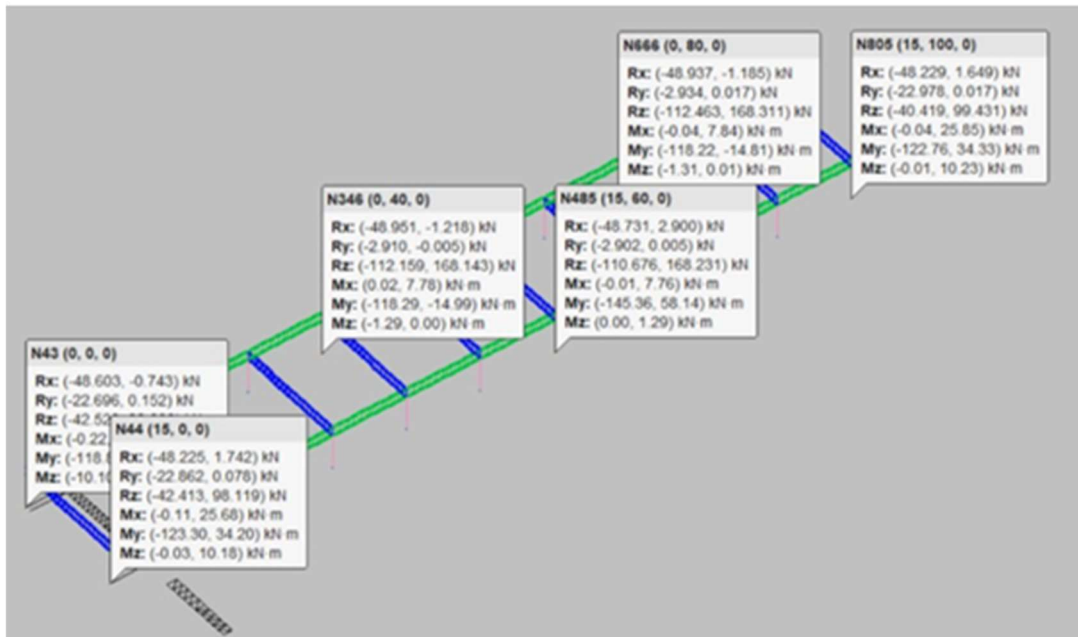 N666 (0, 80, 0)
Rx: (-48.937, -1.185) kN
Ry: (-2.934, 0.017) kN
Rz: (-112.463, 168.311) kN
Mx: (-0.04, 7.84) kN·m
My: (-118.22, -14.81) kN·m
Mz: (-1.31, 0.01) kN·m
N805 (15, 100, 0)
Rx: (-48.229, 1.649) kN
Ry: (-22.978, 0.017) kN
Rz: (-40.419, 99.431) kN
Mx: (-0.04, 25.85) kN·m
My: (-122.76, 34.33) kN·m
Mz: (-0.01, 10.23) kN·m
N346 (0, 40, 0)
Rx: (-48.951, -1.218) kN
Ry: (-2.910, -0.005) kN
Rz: (-112.159, 168.143) kN
Mx: (0.02, 7.78) kN·m
My: (-118.29, -14.99) kN·m
Mz: (-1.29, 0.00) kN·m
N485 (15, 60, 0)
Rx: (-48.731, 2.900) kN
Ry: (-2.902, 0.005) kN
Rz: (-110.676, 168.231) kN
Mx: (-0.01, 7.76) kN·m
My: (-145.36, 58.14) kN·m
Mz: (0.00, 1.29) kN·m
N43 (0, 0, 0)
Rx: (-48.603, -0.743) kN
Ry: (-22.696, 0.152) kN
Rz: (-42.52
Mx: (-0.22,
My: (-118.
Mz: (-10.10
N44 (15, 0, 0)
Rx: (-48.225, 1.742) kN
Ry: (-22.862, 0.078) kN
Rz: (-42.413, 98.119) kN
Mx: (-0.11, 25.68) kN·m
My: (-123.30, 34.20) kN·m
Mz: (-0.03, 10.18) kN·m